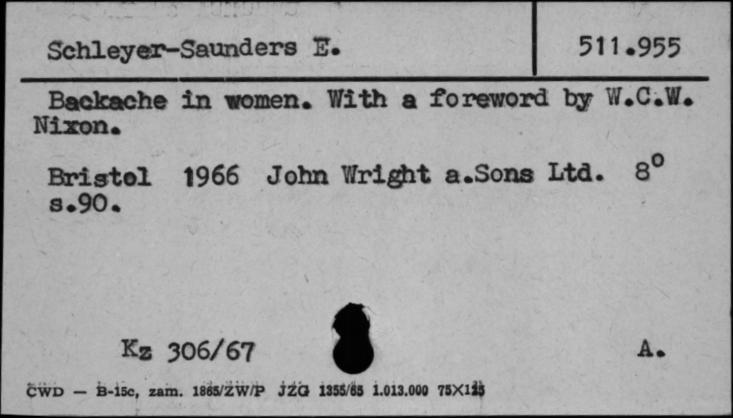 Schleyer-Saunders E. 511.955
Backache in women. With a foreword by W.C.W.
Nixon.
Bristol 1966 John Wright a.Sons Ltd. 8°
s.90.
Kz 306/67 A.
CWD — B-15c, zam. 1865/ZW/P JZG 1355/65 1.013.000 75X125